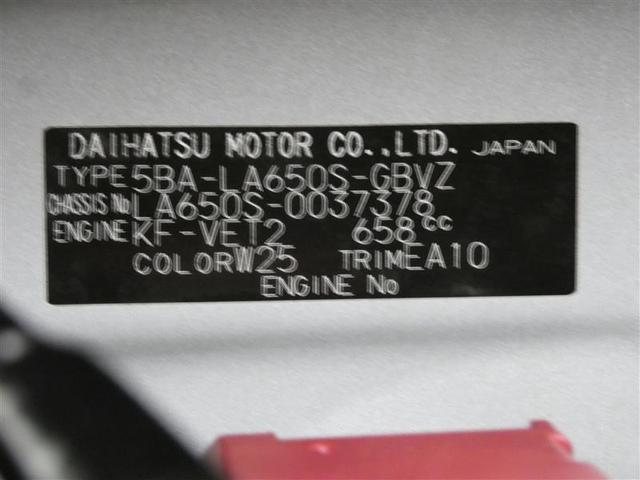 DAIHATSU MOTOR CO.,LTD. JAPAN
TYPE 5BA-LA650S-GBVZ
CHASSIS No LA650S-0037378
ENGINE KF-VET2 658cc
COLOR W25 TRIM EA10
ENGINE No